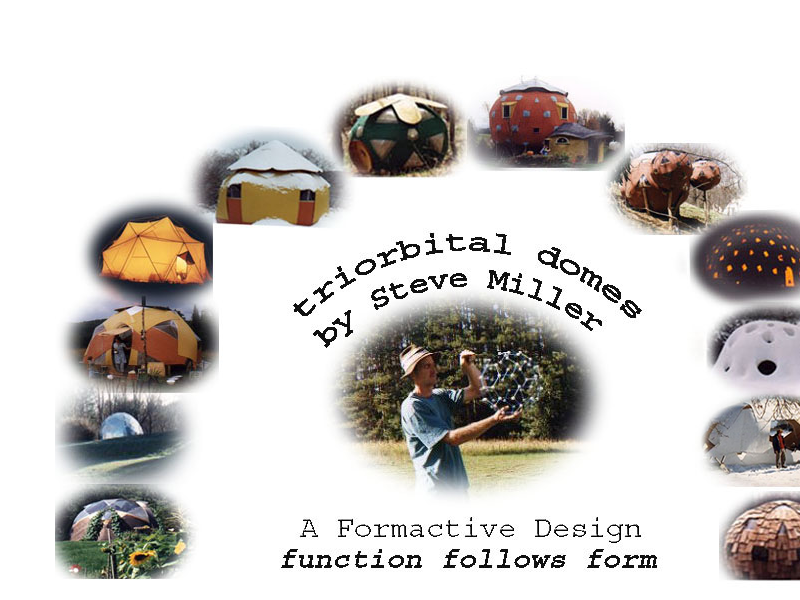 triorbital domes
by Steve Miller
A Formactive Design
function follows form